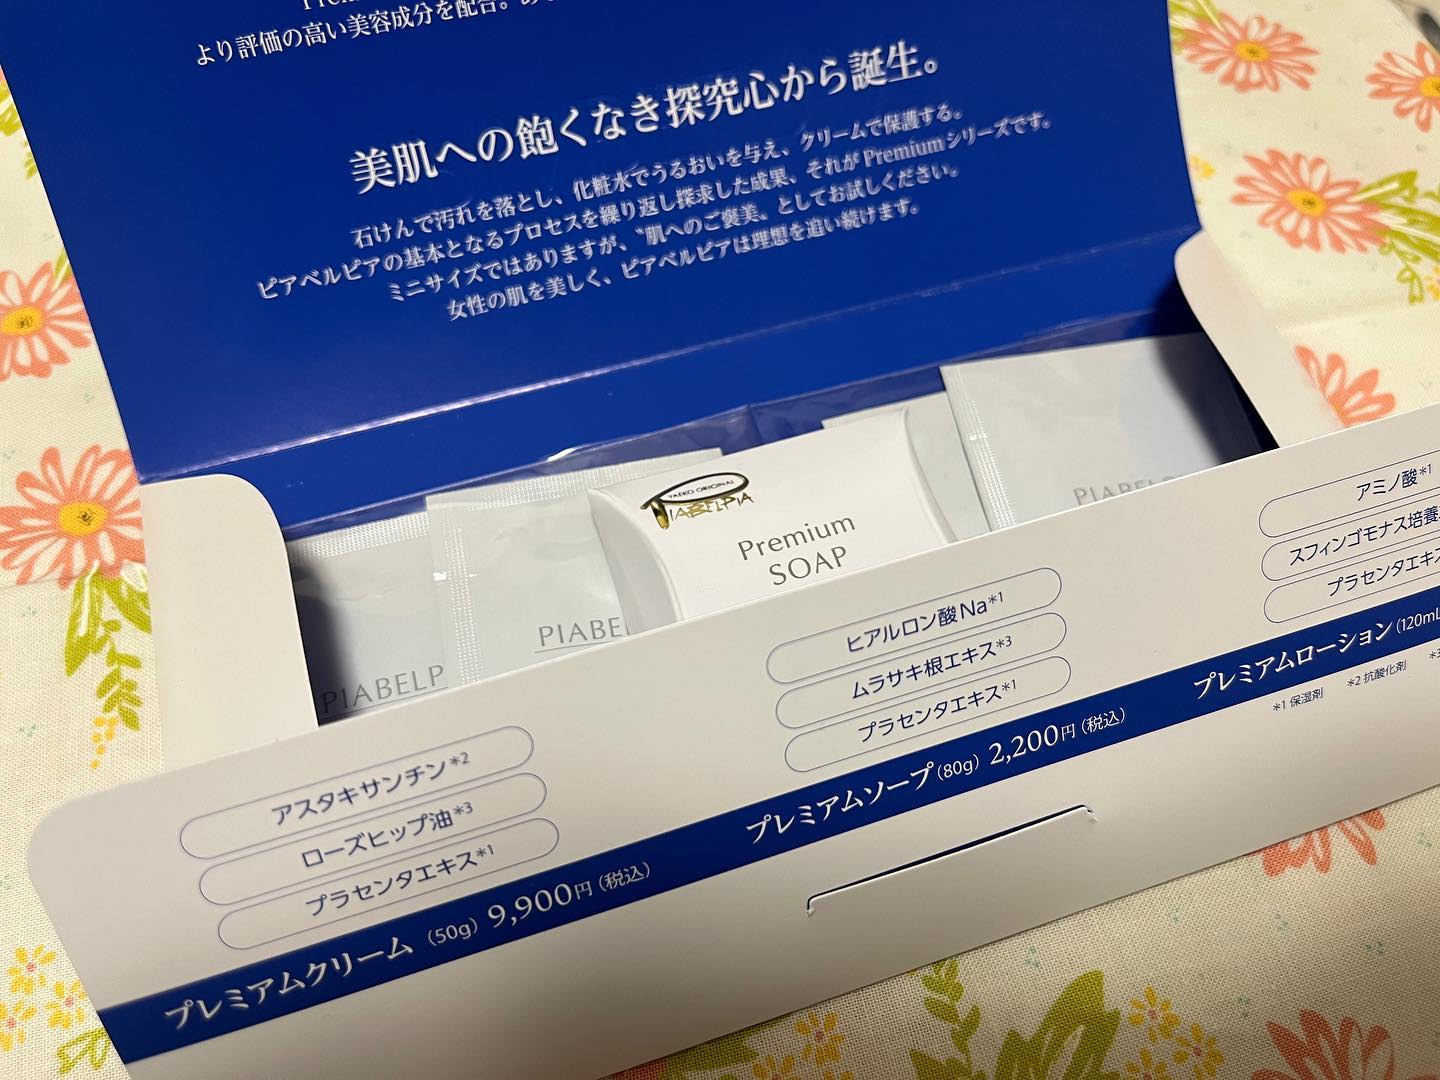 Prem
より評価の高い美容成分を配合。
美肌への飽くなき探究心から誕生。
石けんで汚れを落とし、化粧水でうるおいを与え、クリームで保護する。
ピアベルピアの基本となるプロセスを繰り返し探求した成果、それがPremiumシリーズです。
ミニサイズではありますが、〝肌へのご褒美〟としてお試しください。
女性の肌を美しく、ピアベルピアは理想を追い続けます。
YAEKO ORIGINAL
PIABELPIA
Premium
SOAP
PIABELP
PIABE
PIABELP
アスタキサンチン*2
ローズヒップ油*3
プラセンタエキス*1
プレミアムクリーム (50g) 9,900円(税込)
ヒアルロン酸Na*1
ムラサキ根エキス*3
プラセンタエキス*1
プレミアムソープ(80g) 2,200円(税込)
アミノ酸*1
スフィンゴモナス培養
プラセンタエキス
プレミアムローション(120mL
*1 保湿剤 *2 抗酸化剤 *3